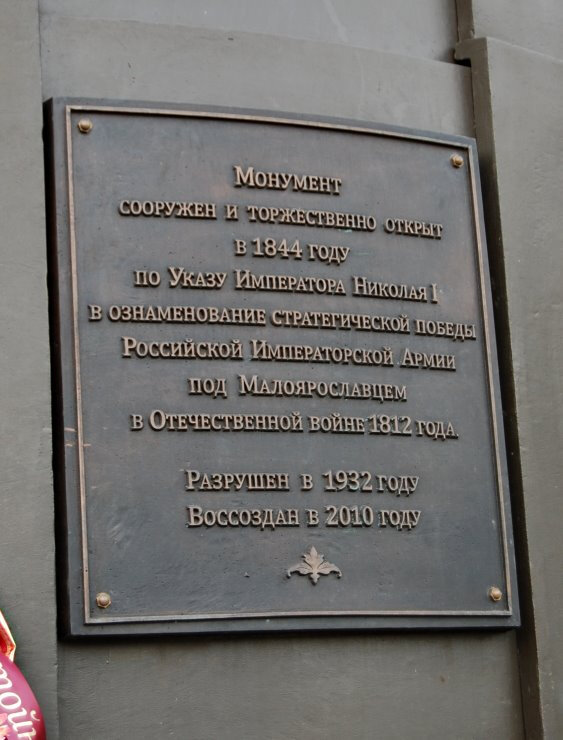 Монумент
сооружен и торжественно открыт
в 1844 году
по Указу Императора Николая I
в ознаменование стратегической победы
Российской Императорской Армии
под Малоярославцем
в Отечественной войне 1812 года.
Разрушен в 1932 году
Воссоздан в 2010 году